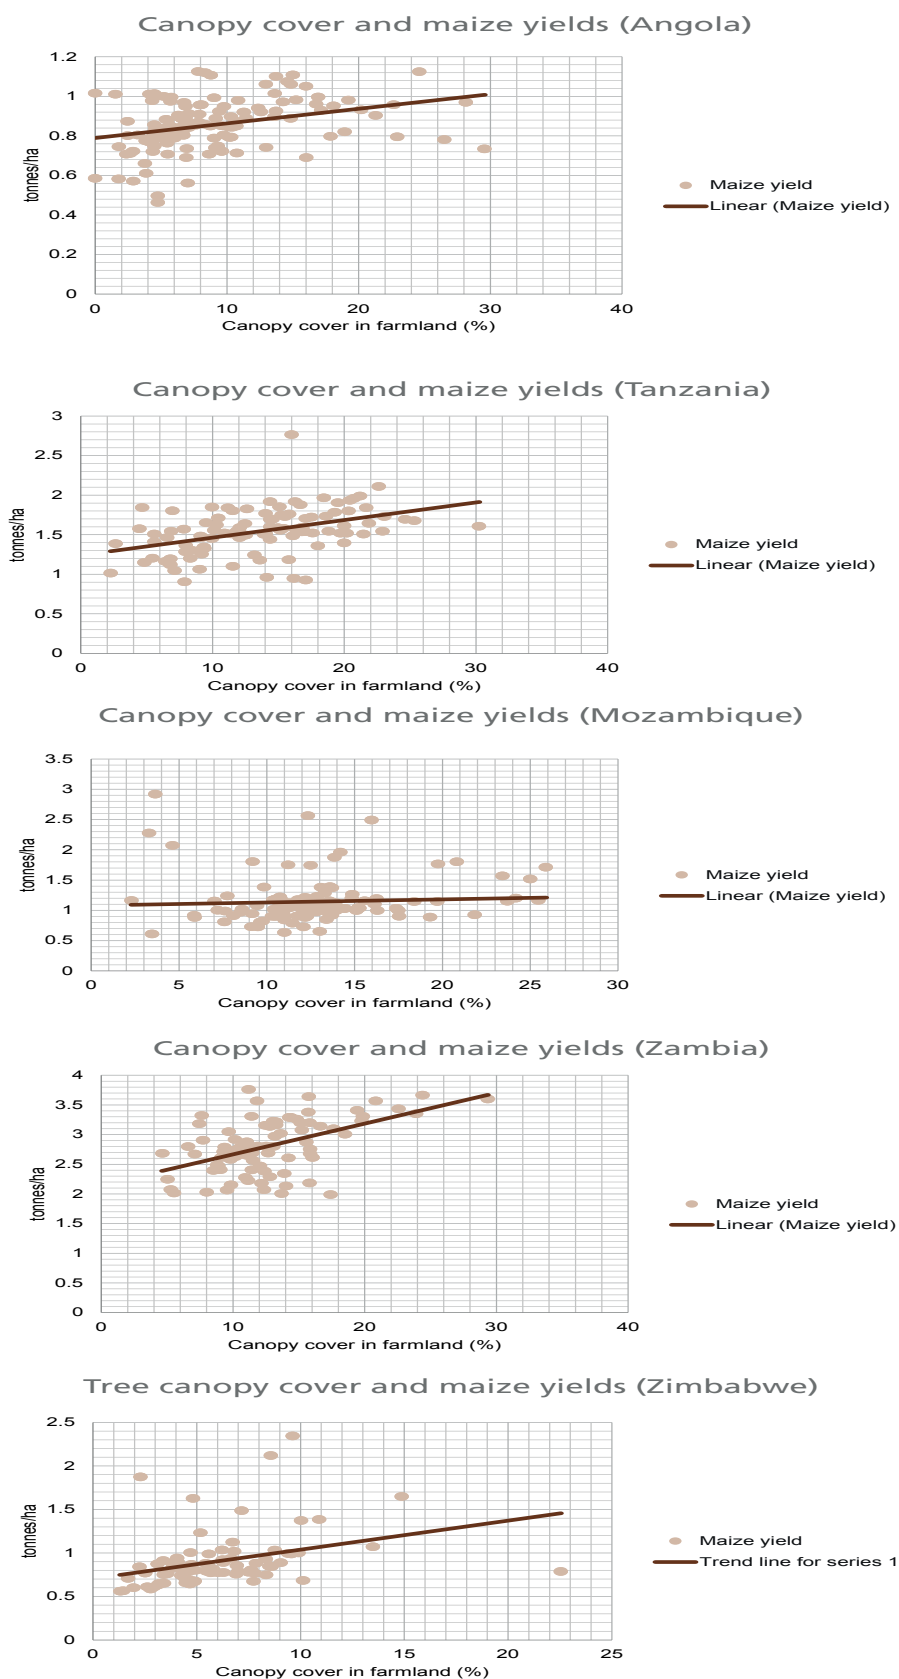 Canopy cover and maize yields (Angola)
1.2
1
0.8
0.6
0.4
0.2
0
tonnes/ha
0 10 20 30 40
Canopy cover in farmland (%)
Maize yield
Linear (Maize yield)
Canopy cover and maize yields (Tanzania)
3
2.5
2
1.5
1
0.5
0
tonnes/ha
0 10 20 30 40
Canopy cover in farmland (%)
Maize yield
Linear (Maize yield)
Canopy cover and maize yields (Mozambique)
3.5
3
2.5
2
1.5
1
0.5
0
tonnes/ha
0 5 10 15 20 25 30
Canopy cover in farmland (%)
Maize yield
Linear (Maize yield)
Canopy cover and maize yields (Zambia)
4
3.5
3
2.5
2
1.5
1
0.5
0
tonnes/ha
0 10 20 30 40
Canopy cover in farmland (%)
Maize yield
Linear (Maize yield)
Tree canopy cover and maize yields (Zimbabwe)
2.5
2
1.5
1
0.5
0
tonnes/ha
0 5 10 15 20 25
Canopy cover in farmland (%)
Maize yield
Trend line for series 1